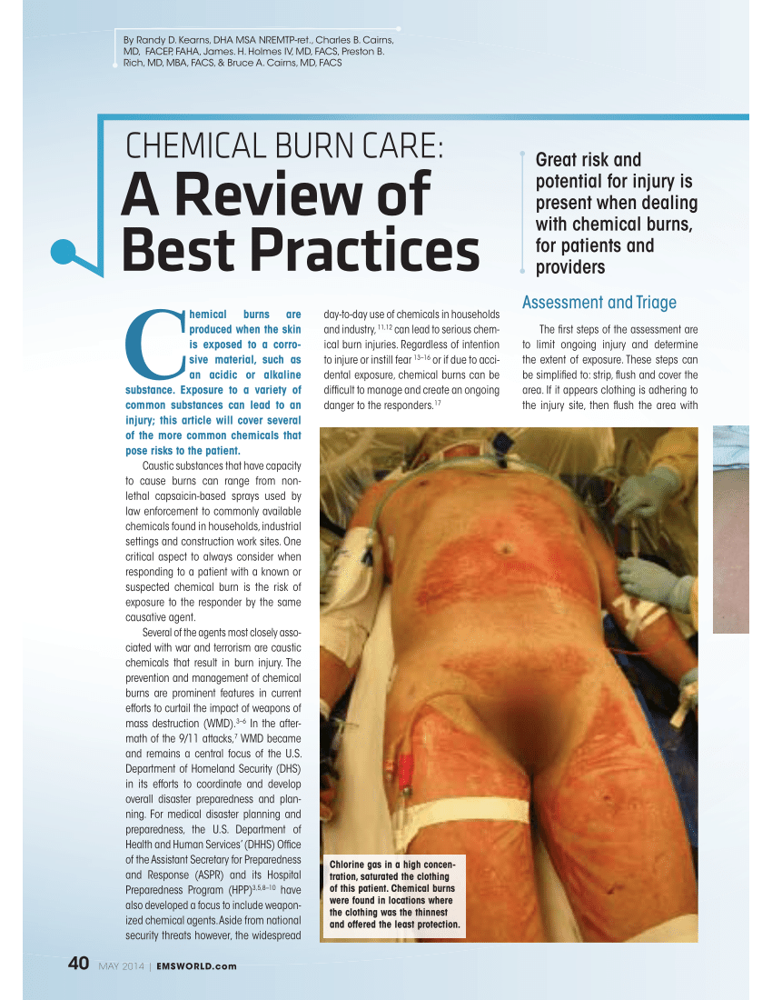 By Randy D. Kearns, DHA MSA NREMTP-ret., Charles B. Cairns,
MD,  FACEP, FAHA, James. H. Holmes IV, MD, FACS, Preston B.
Rich, MD, MBA, FACS, & Bruce A. Cairns, MD, FACS
CHEMICAL BURN CARE:
A Review of
Best Practices
Great risk and
potential for injury is
present when dealing
with chemical burns,
for patients and
providers
Chemical burns are
produced when the skin
is exposed to a corro-
sive material, such as
an acidic or alkaline
substance. Exposure to a variety of
common substances can lead to an
injury; this article will cover several
of the more common chemicals that
pose risks to the patient.
Caustic substances that have capacity
to cause burns can range from non-
lethal capsaicin-based sprays used by
law enforcement to commonly available
chemicals found in households, industrial
settings and construction work sites. One
critical aspect to always consider when
responding to a patient with a known or
suspected chemical burn is the risk of
exposure to the responder by the same
causative agent.
Several of the agents most closely asso-
ciated with war and terrorism are caustic
chemicals that result in burn injury. The
prevention and management of chemical
burns are prominent features in current
efforts to curtail the impact of weapons of
mass destruction (WMD).3–6 In the after-
math of the 9/11 attacks,7 WMD became
and remains a central focus of the U.S.
Department of Homeland Security (DHS)
in its efforts to coordinate and develop
overall disaster preparedness and plan-
ning. For medical disaster planning and
preparedness, the U.S. Department of
Health and Human Services' (DHHS) Office
of the Assistant Secretary for Preparedness
and Response (ASPR) and its Hospital
Preparedness Program (HPP)3,5,8–10 have
also developed a focus to include weapon-
ized chemical agents. Aside from national
security threats however, the widespread
day-to-day use of chemicals in households
and industry, 11,12 can lead to serious chem-
ical burn injuries. Regardless of intention
to injure or instill fear 13–16 or if due to acci-
dental exposure, chemical burns can be
difficult to manage and create an ongoing
danger to the responders.17
Assessment and Triage
The first steps of the assessment are
to limit ongoing injury and determine
the extent of exposure. These steps can
be simplified to: strip, flush and cover the
area. If it appears clothing is adhering to
the injury site, then flush the area with
Chlorine gas in a high concen-
tration, saturated the clothing
of this patient. Chemical burns
were found in locations where
the clothing was the thinnest
and offered the least protection.
40 MAY 2014 | EMSWORLD.com